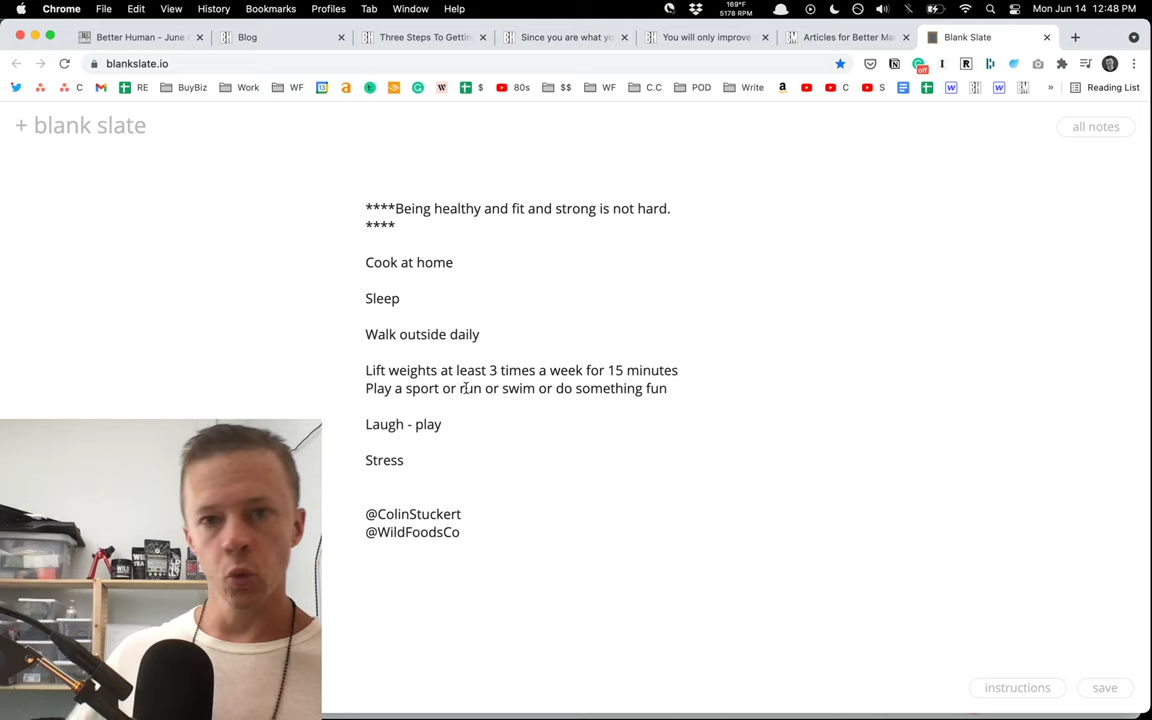 Chrome File Edit View History Bookmarks Profiles Tab Window Help 169°F 5178 RPM Mon Jun 14 12:48 PM
Better Human - June Blog Three Steps To Gettin Since you are what yo You will only improve Articles for Better Ma Blank Slate
blankslate.io off
C RE BuyBiz Work WF $ 80s $$ WF C.C POD Write C S » Reading List
+ blank slate
all notes
****Being healthy and fit and strong is not hard.
****
Cook at home
Sleep
Walk outside daily
Lift weights at least 3 times a week for 15 minutes
Play a sport or run or swim or do something fun
Laugh - play
Stress
@ColinStuckert
@WildFoodsCo
instructions
save